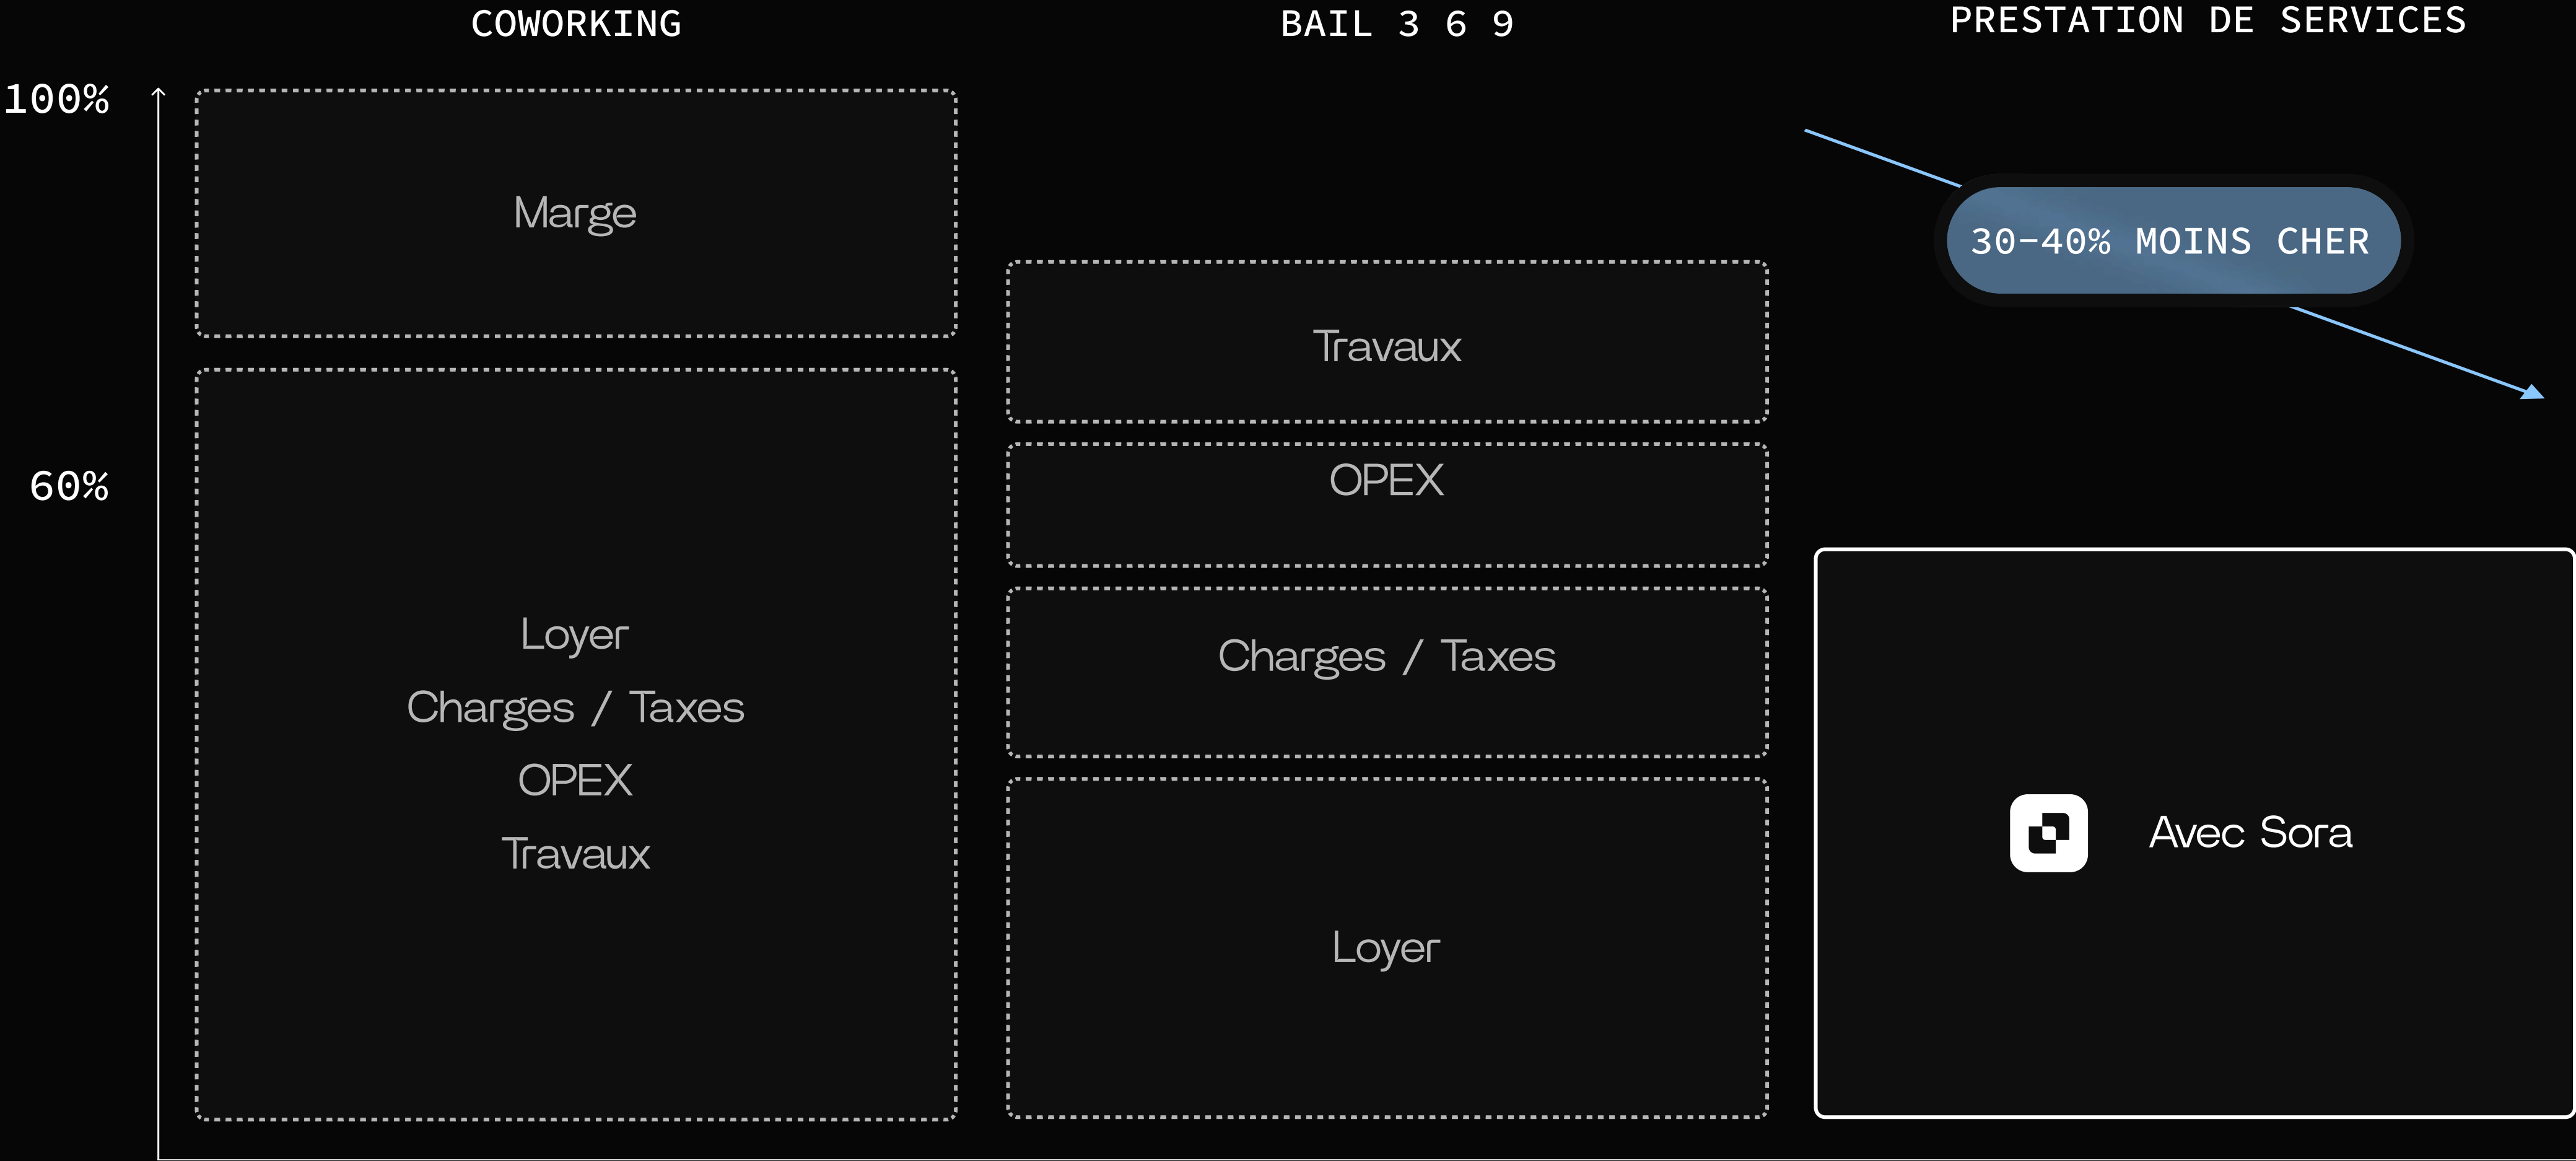 COWORKING
BAIL 3 6 9
PRESTATION DE SERVICES
100%
60%
Marge
Loyer
Charges / Taxes
OPEX
Travaux
Travaux
OPEX
Charges / Taxes
Loyer
30-40% MOINS CHER
Avec Sora